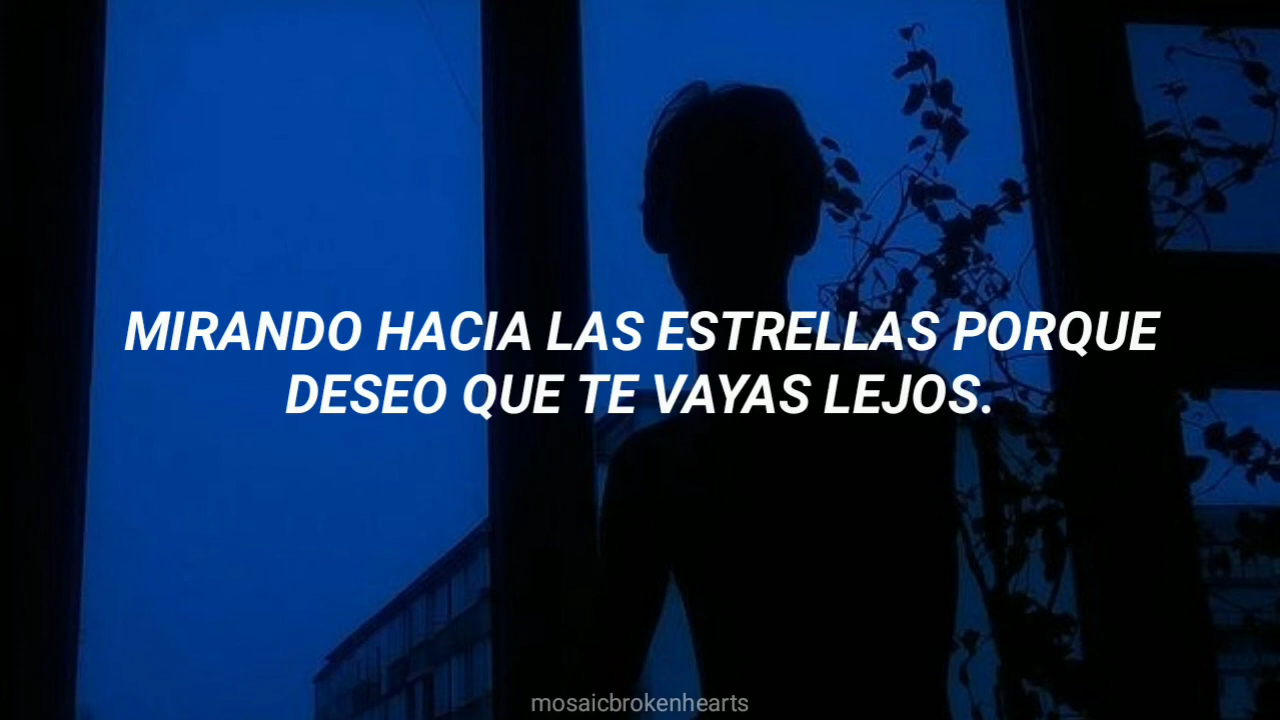 MIRANDO HACIA LAS ESTRELLAS PORQUE
DESEO QUE TE VAYAS LEJOS.
mosaicbrokenhearts